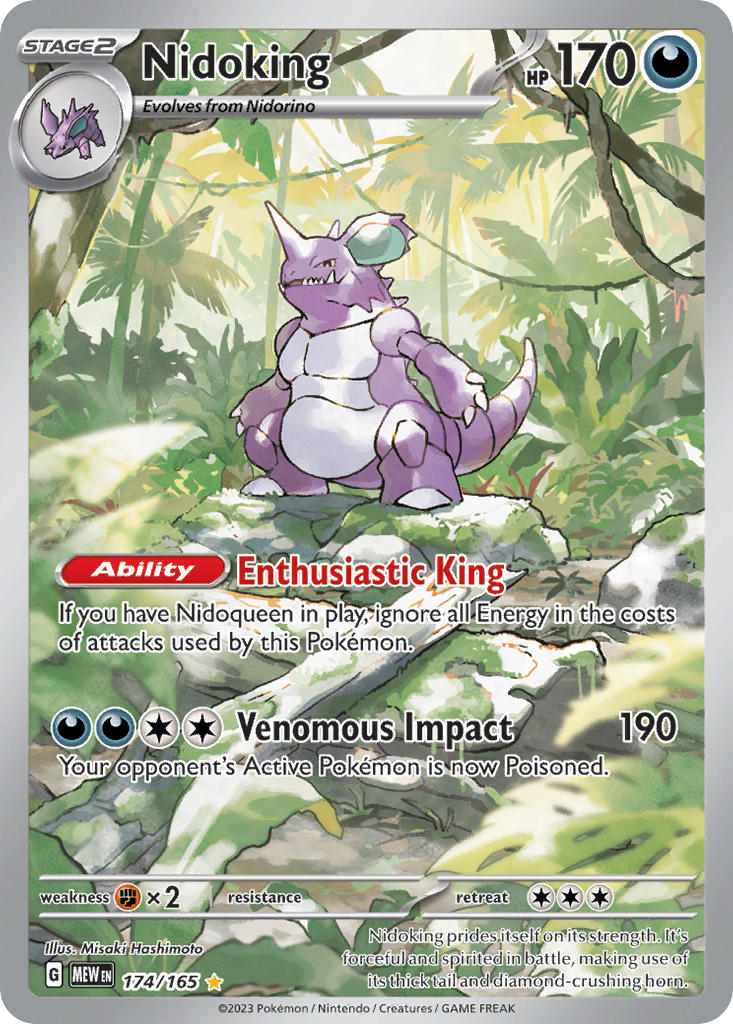 STAGE2
Nidoking
HP 170
Evolves from Nidorino
Ability Enthusiastic King
If you have Nidoqueen in play, ignore all Energy in the costs
of attacks used by this Pokémon.
Venomous Impact 190
Your opponent's Active Pokémon is now Poisoned.
weakness ×2 resistance retreat
Illus. Misaki Hashimoto
G MEW EN 174/165
Nidoking prides itself on its strength. It's
forceful and spirited in battle, making use of
its thick tail and diamond-crushing horn.
©2023 Pokémon / Nintendo / Creatures / GAME FREAK